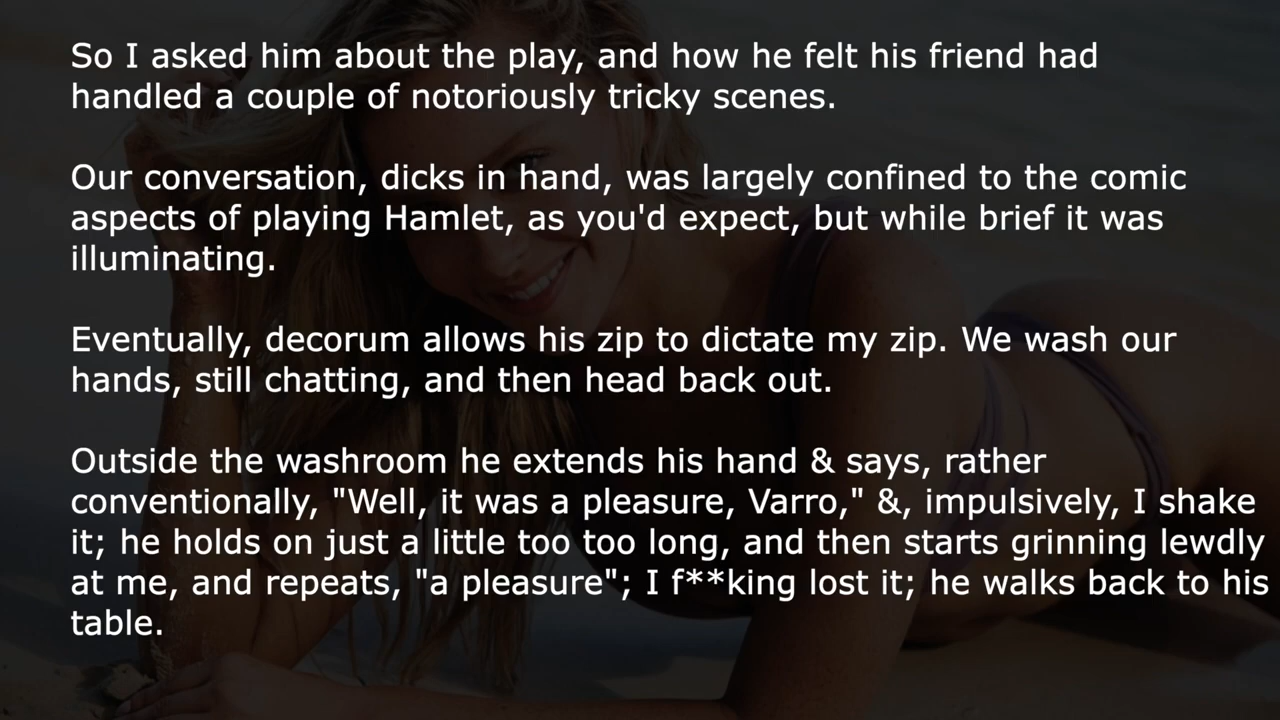 So I asked him about the play, and how he felt his friend had
handled a couple of notoriously tricky scenes.
Our conversation, dicks in hand, was largely confined to the comic
aspects of playing Hamlet, as you'd expect, but while brief it was
illuminating.
Eventually, decorum allows his zip to dictate my zip. We wash our
hands, still chatting, and then head back out.
Outside the washroom he extends his hand & says, rather
conventionally, "Well, it was a pleasure, Varro," &, impulsively, I shake
it; he holds on just a little too too long, and then starts grinning lewdly
at me, and repeats, "a pleasure"; I f**king lost it; he walks back to his
table.